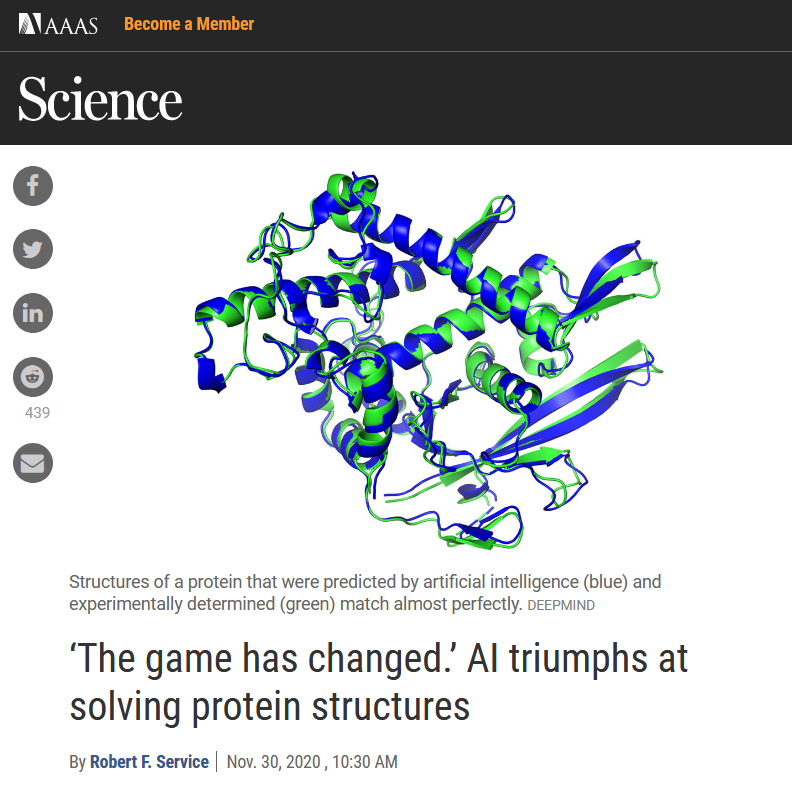 AAAS Become a Member
Science
439
Structures of a protein that were predicted by artificial intelligence (blue) and
experimentally determined (green) match almost perfectly. DEEPMIND
‘The game has changed.’ AI triumphs at
solving protein structures
By Robert F. Service | Nov. 30, 2020 , 10:30 AM